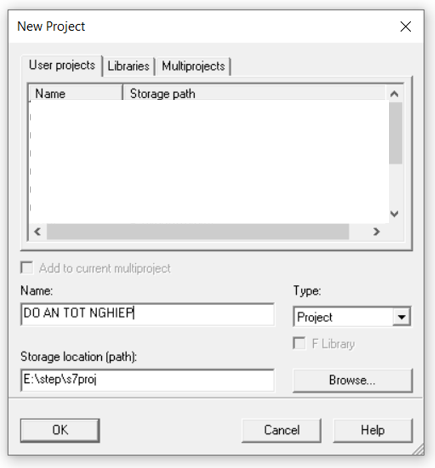 New Project
User projects Libraries Multiprojects
Name Storage path
Add to current multiproject
Name: Type:
DO AN TOT NGHIEP Project
F Library
Storage location (path):
E:\step\s7proj Browse...
OK Cancel Help